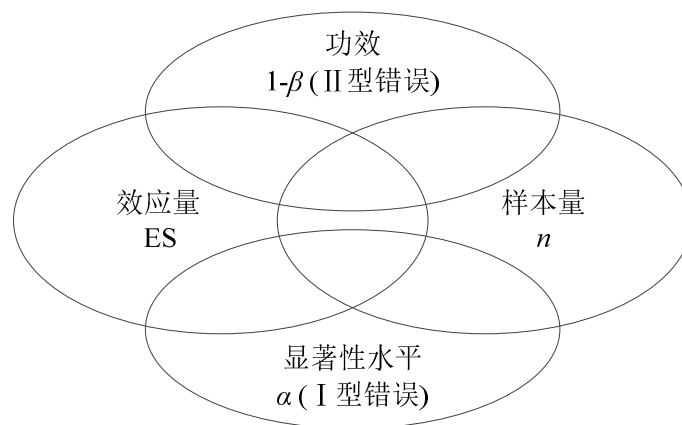 功效
1-β (Ⅱ型错误)
效应量
ES
样本量
n
显著性水平
α (Ⅰ型错误)